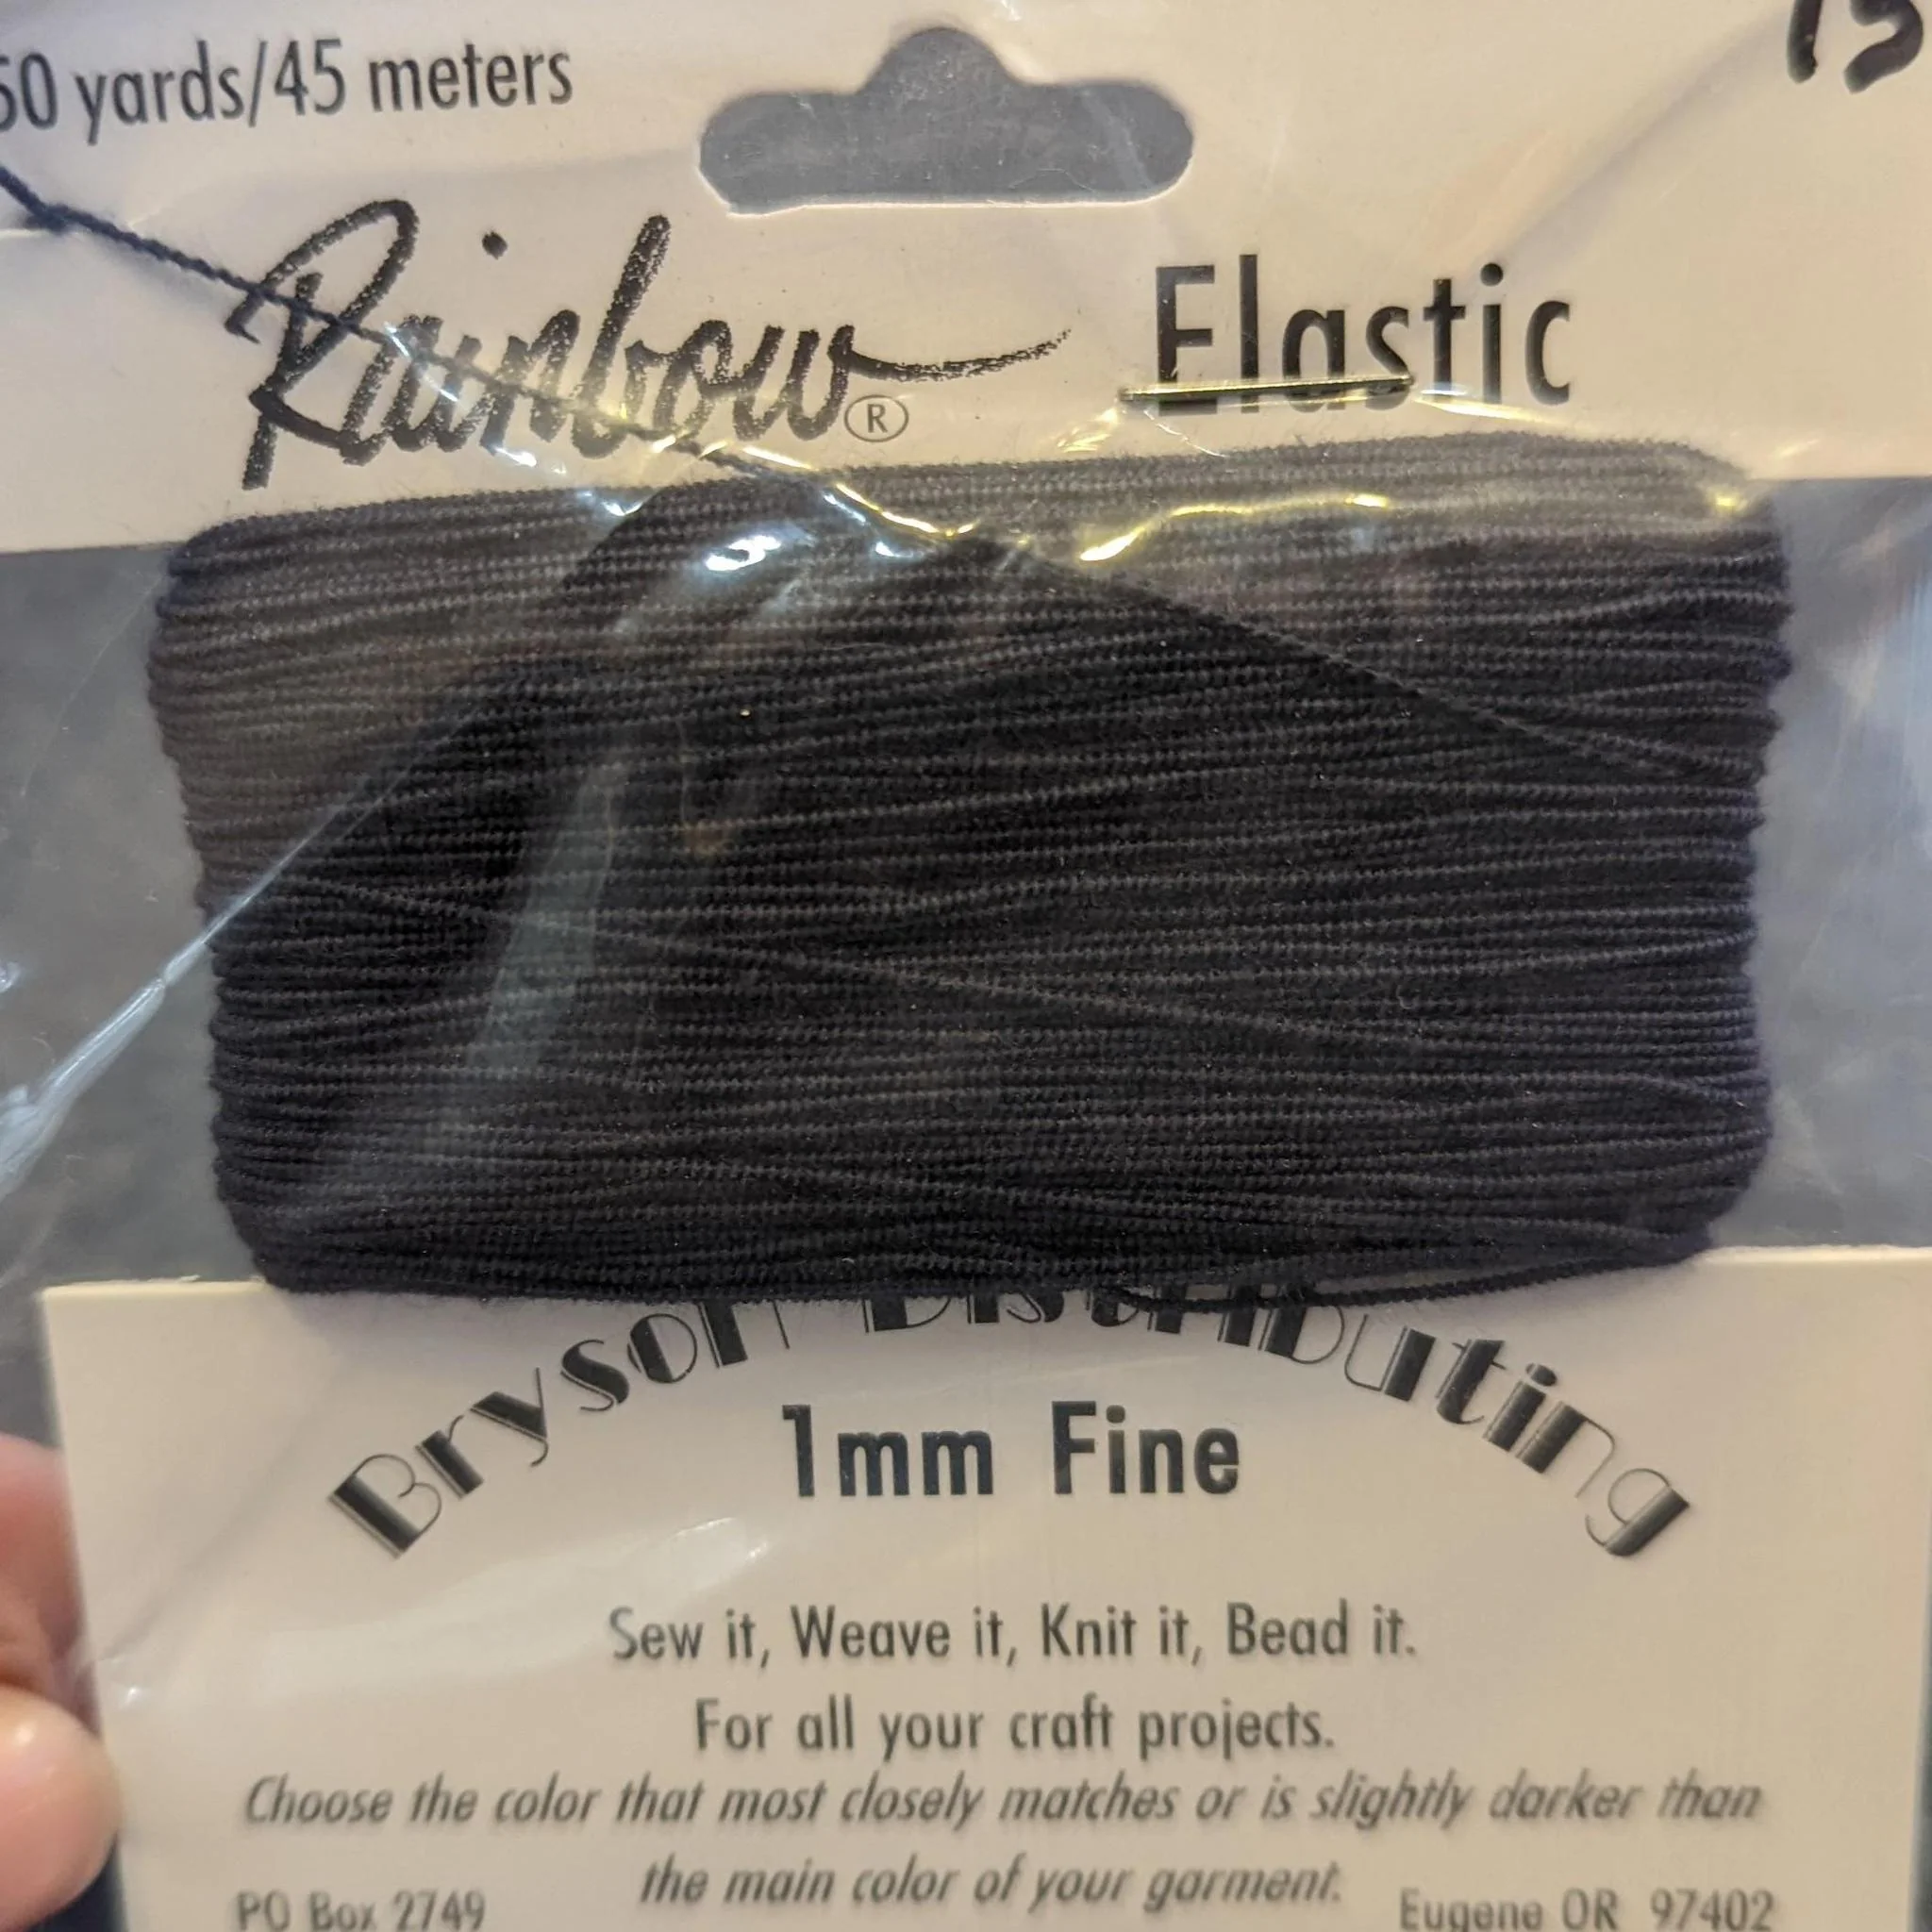 50 yards/45 meters
15
Rainbow® Elastic
Bryson Distributing
1mm Fine
Sew it, Weave it, Knit it, Bead it.
For all your craft projects.
Choose the color that most closely matches or is slightly darker than
the main color of your garment.
PO Box 2749
Eugene OR 97402